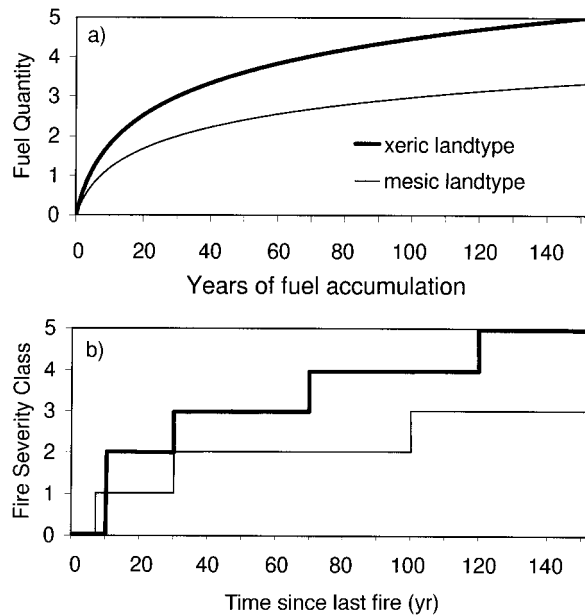 5
a)
4
3
2
1
0
Fuel Quantity
xeric landtype
mesic landtype
0 20 40 60 80 100 120 140
Years of fuel accumulation
5
b)
4
3
2
1
0
Fire Severity Class
0 20 40 60 80 100 120 140
Time since last fire (yr)